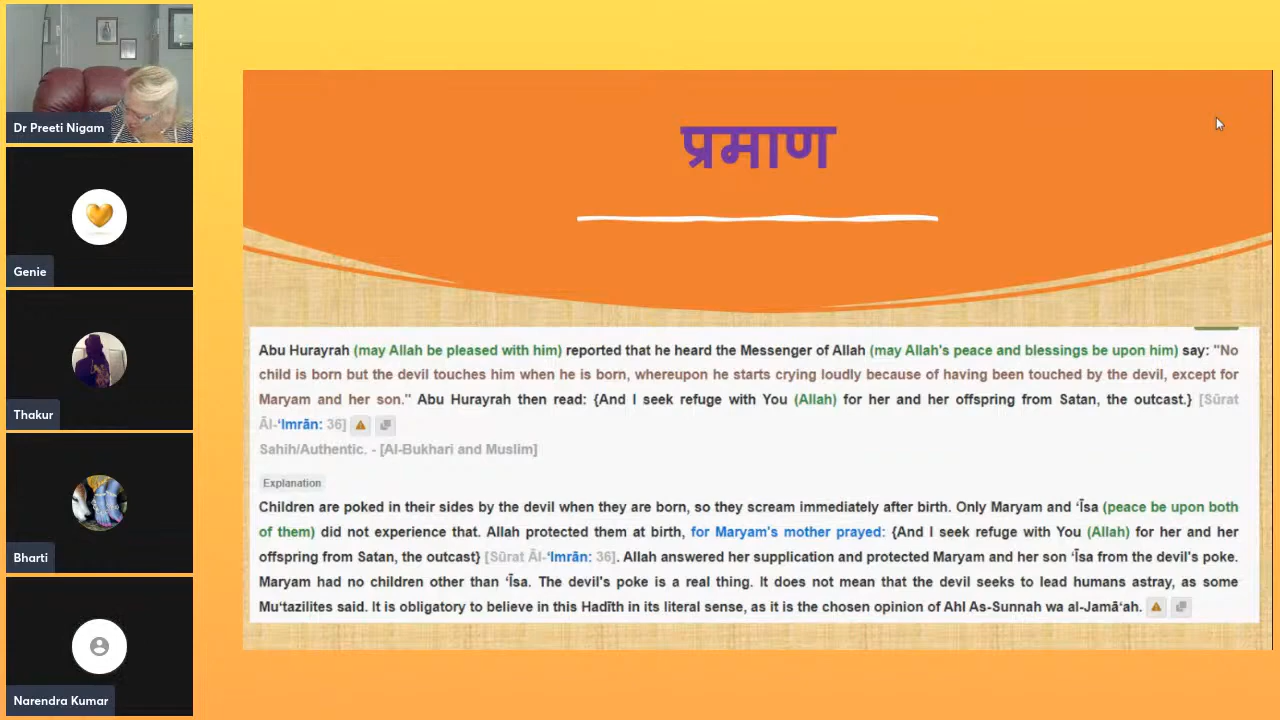 Dr Preeti Nigam
Genie
Thakur
Bharti
Narendra Kumar
प्रमाण
Abu Hurayrah (may Allah be pleased with him) reported that he heard the Messenger of Allah (may Allah's peace and blessings be upon him) say: "No
child is born but the devil touches him when he is born, whereupon he starts crying loudly because of having been touched by the devil, except for
Maryam and her son." Abu Hurayrah then read: {And I seek refuge with You (Allah) for her and her offspring from Satan, the outcast.} [Sūrat
Āl-‘Imrān: 36]
Sahih/Authentic. - [Al-Bukhari and Muslim]
Explanation
Children are poked in their sides by the devil when they are born, so they scream immediately after birth. Only Maryam and ‘Īsa (peace be upon both
of them) did not experience that. Allah protected them at birth, for Maryam's mother prayed: {And I seek refuge with You (Allah) for her and her
offspring from Satan, the outcast} [Sūrat Āl-‘Imrān: 36]. Allah answered her supplication and protected Maryam and her son ‘Īsa from the devil's poke.
Maryam had no children other than ‘Īsa. The devil's poke is a real thing. It does not mean that the devil seeks to lead humans astray, as some
Mu‘tazilites said. It is obligatory to believe in this Hadīth in its literal sense, as it is the chosen opinion of Ahl As-Sunnah wa al-Jamā‘ah.